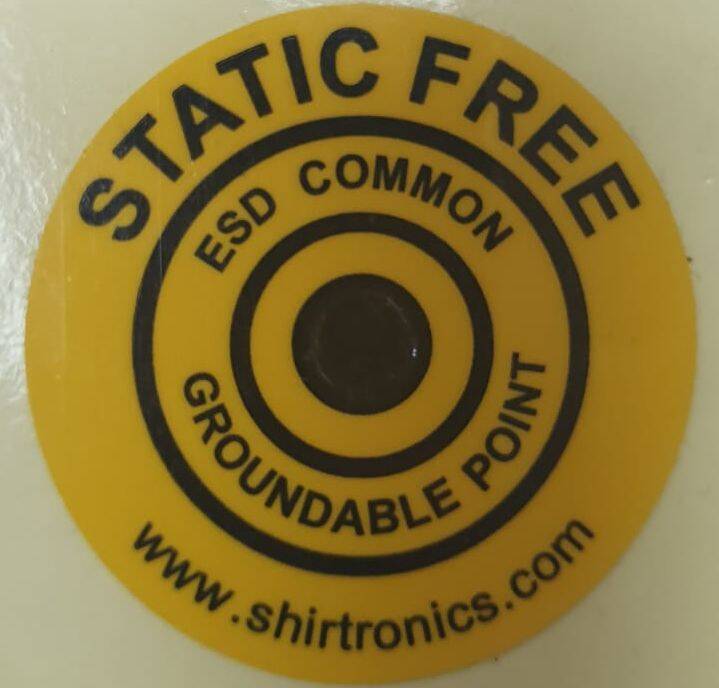 STATIC FREE
ESD COMMON
GROUNDABLE POINT
www.shirtronics.com